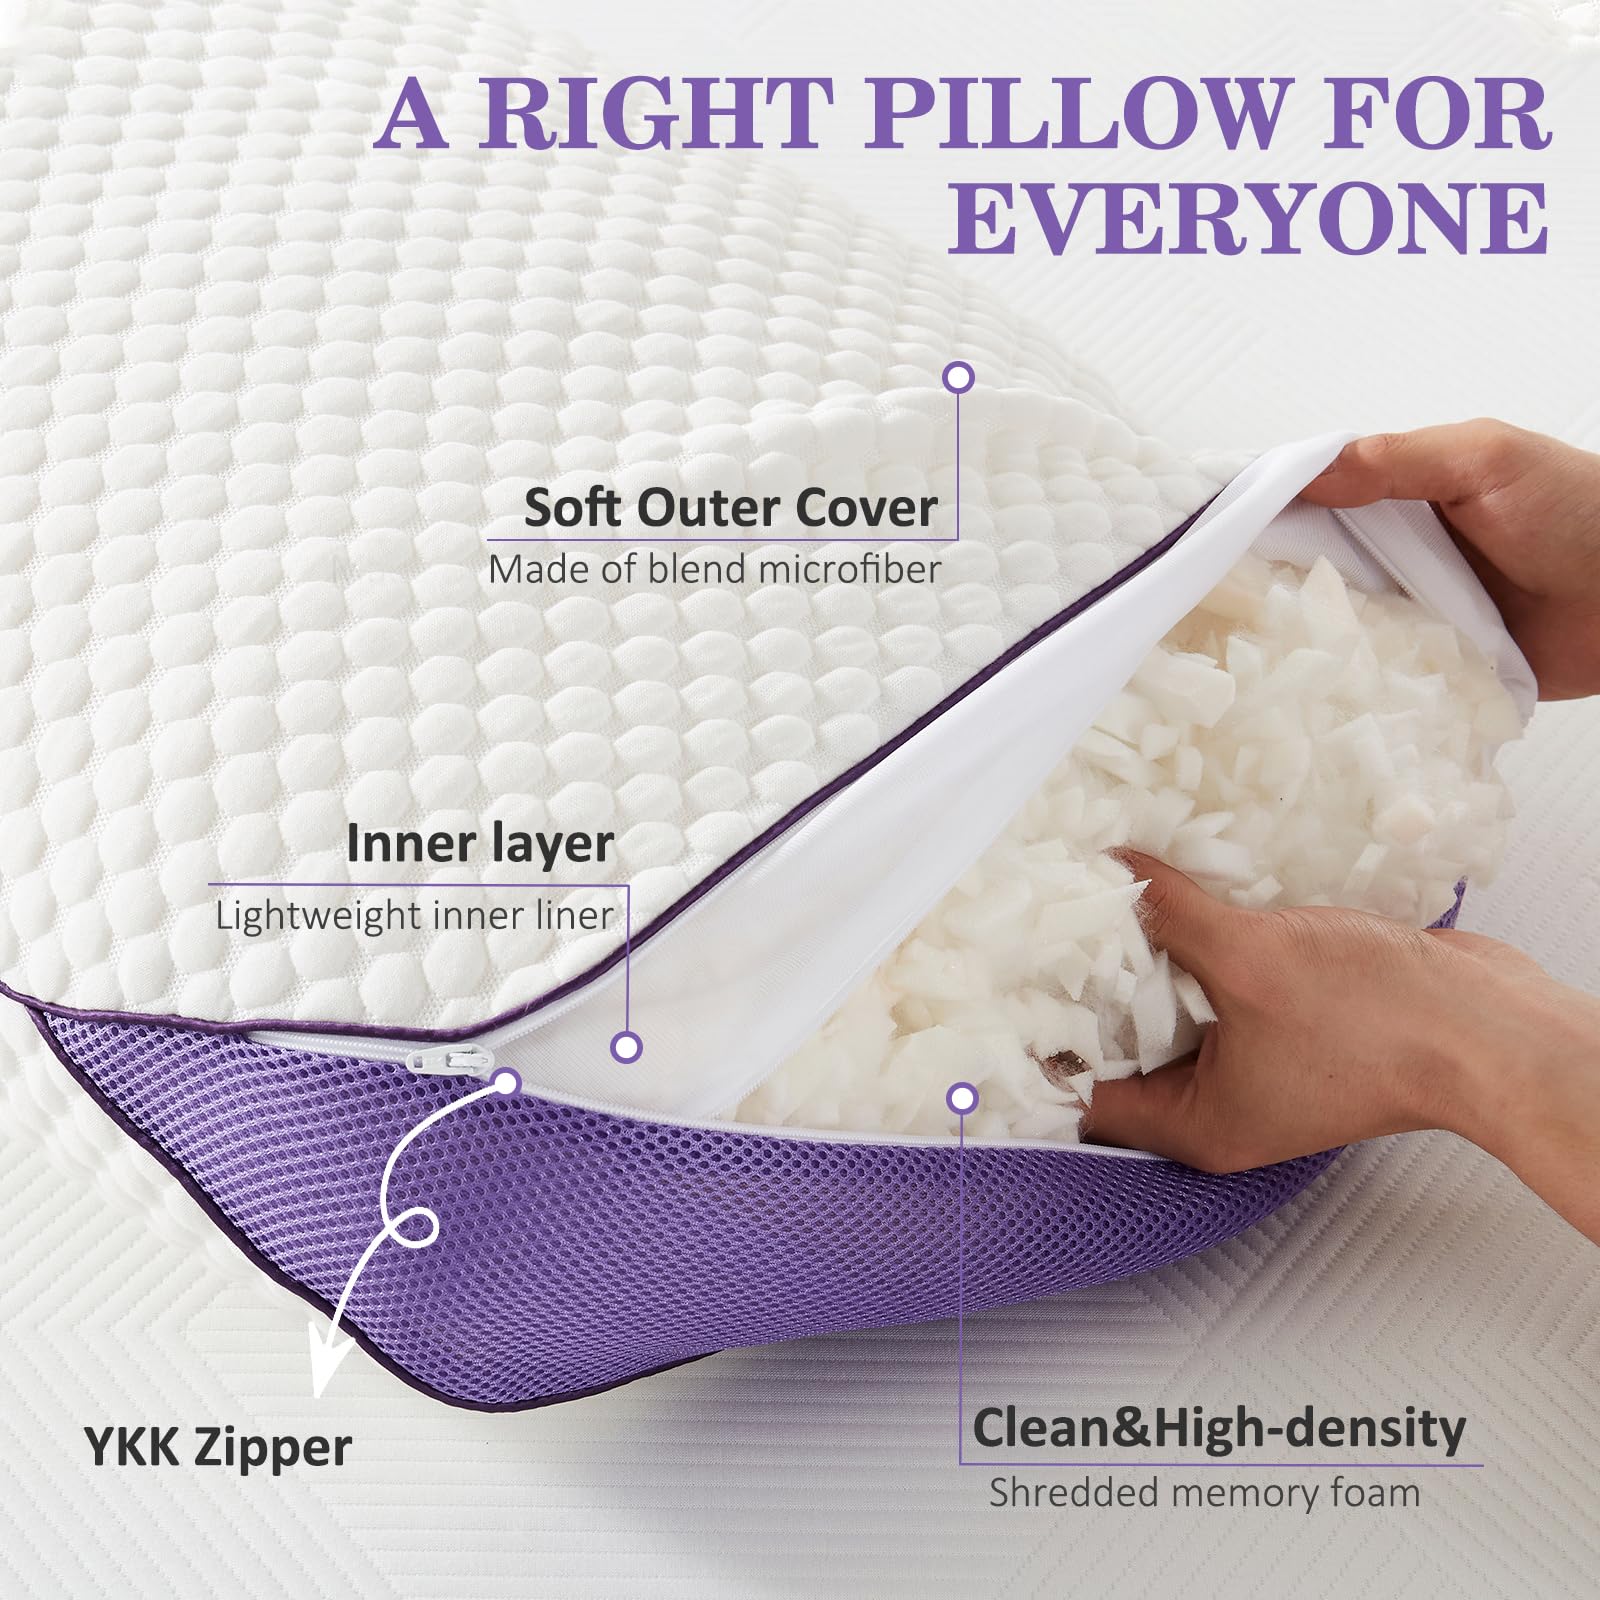 A RIGHT PILLOW FOR
EVERYONE
Soft Outer Cover
Made of blend microfiber
Inner layer
Lightweight inner liner
YKK Zipper
Clean&High-density
Shredded memory foam